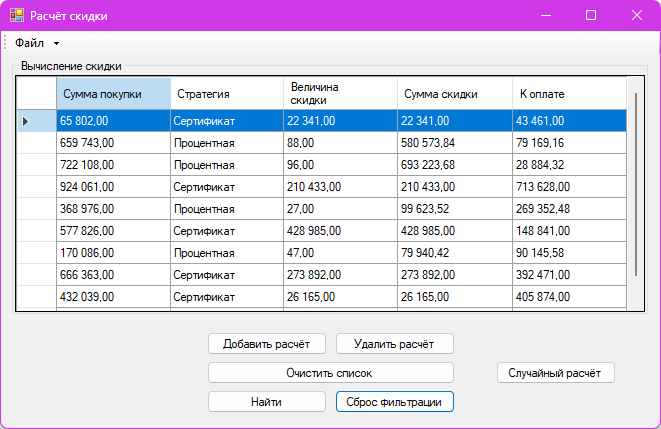 Расчёт скидки
Файл
Вычисление скидки
Сумма покупки Стратегия Величина скидки Сумма скидки К оплате
65 802,00 Сертификат 22 341,00 22 341,00 43 461,00
659 743,00 Процентная 88,00 580 573,84 79 169,16
722 108,00 Процентная 96,00 693 223,68 28 884,32
924 061,00 Сертификат 210 433,00 210 433,00 713 628,00
368 976,00 Процентная 27,00 99 623,52 269 352,48
577 826,00 Сертификат 428 985,00 428 985,00 148 841,00
170 086,00 Процентная 47,00 79 940,42 90 145,58
666 363,00 Сертификат 273 892,00 273 892,00 392 471,00
432 039,00 Сертификат 26 165,00 26 165,00 405 874,00
Добавить расчёт Удалить расчёт
Очистить список Случайный расчёт
Найти Сброс фильтрации